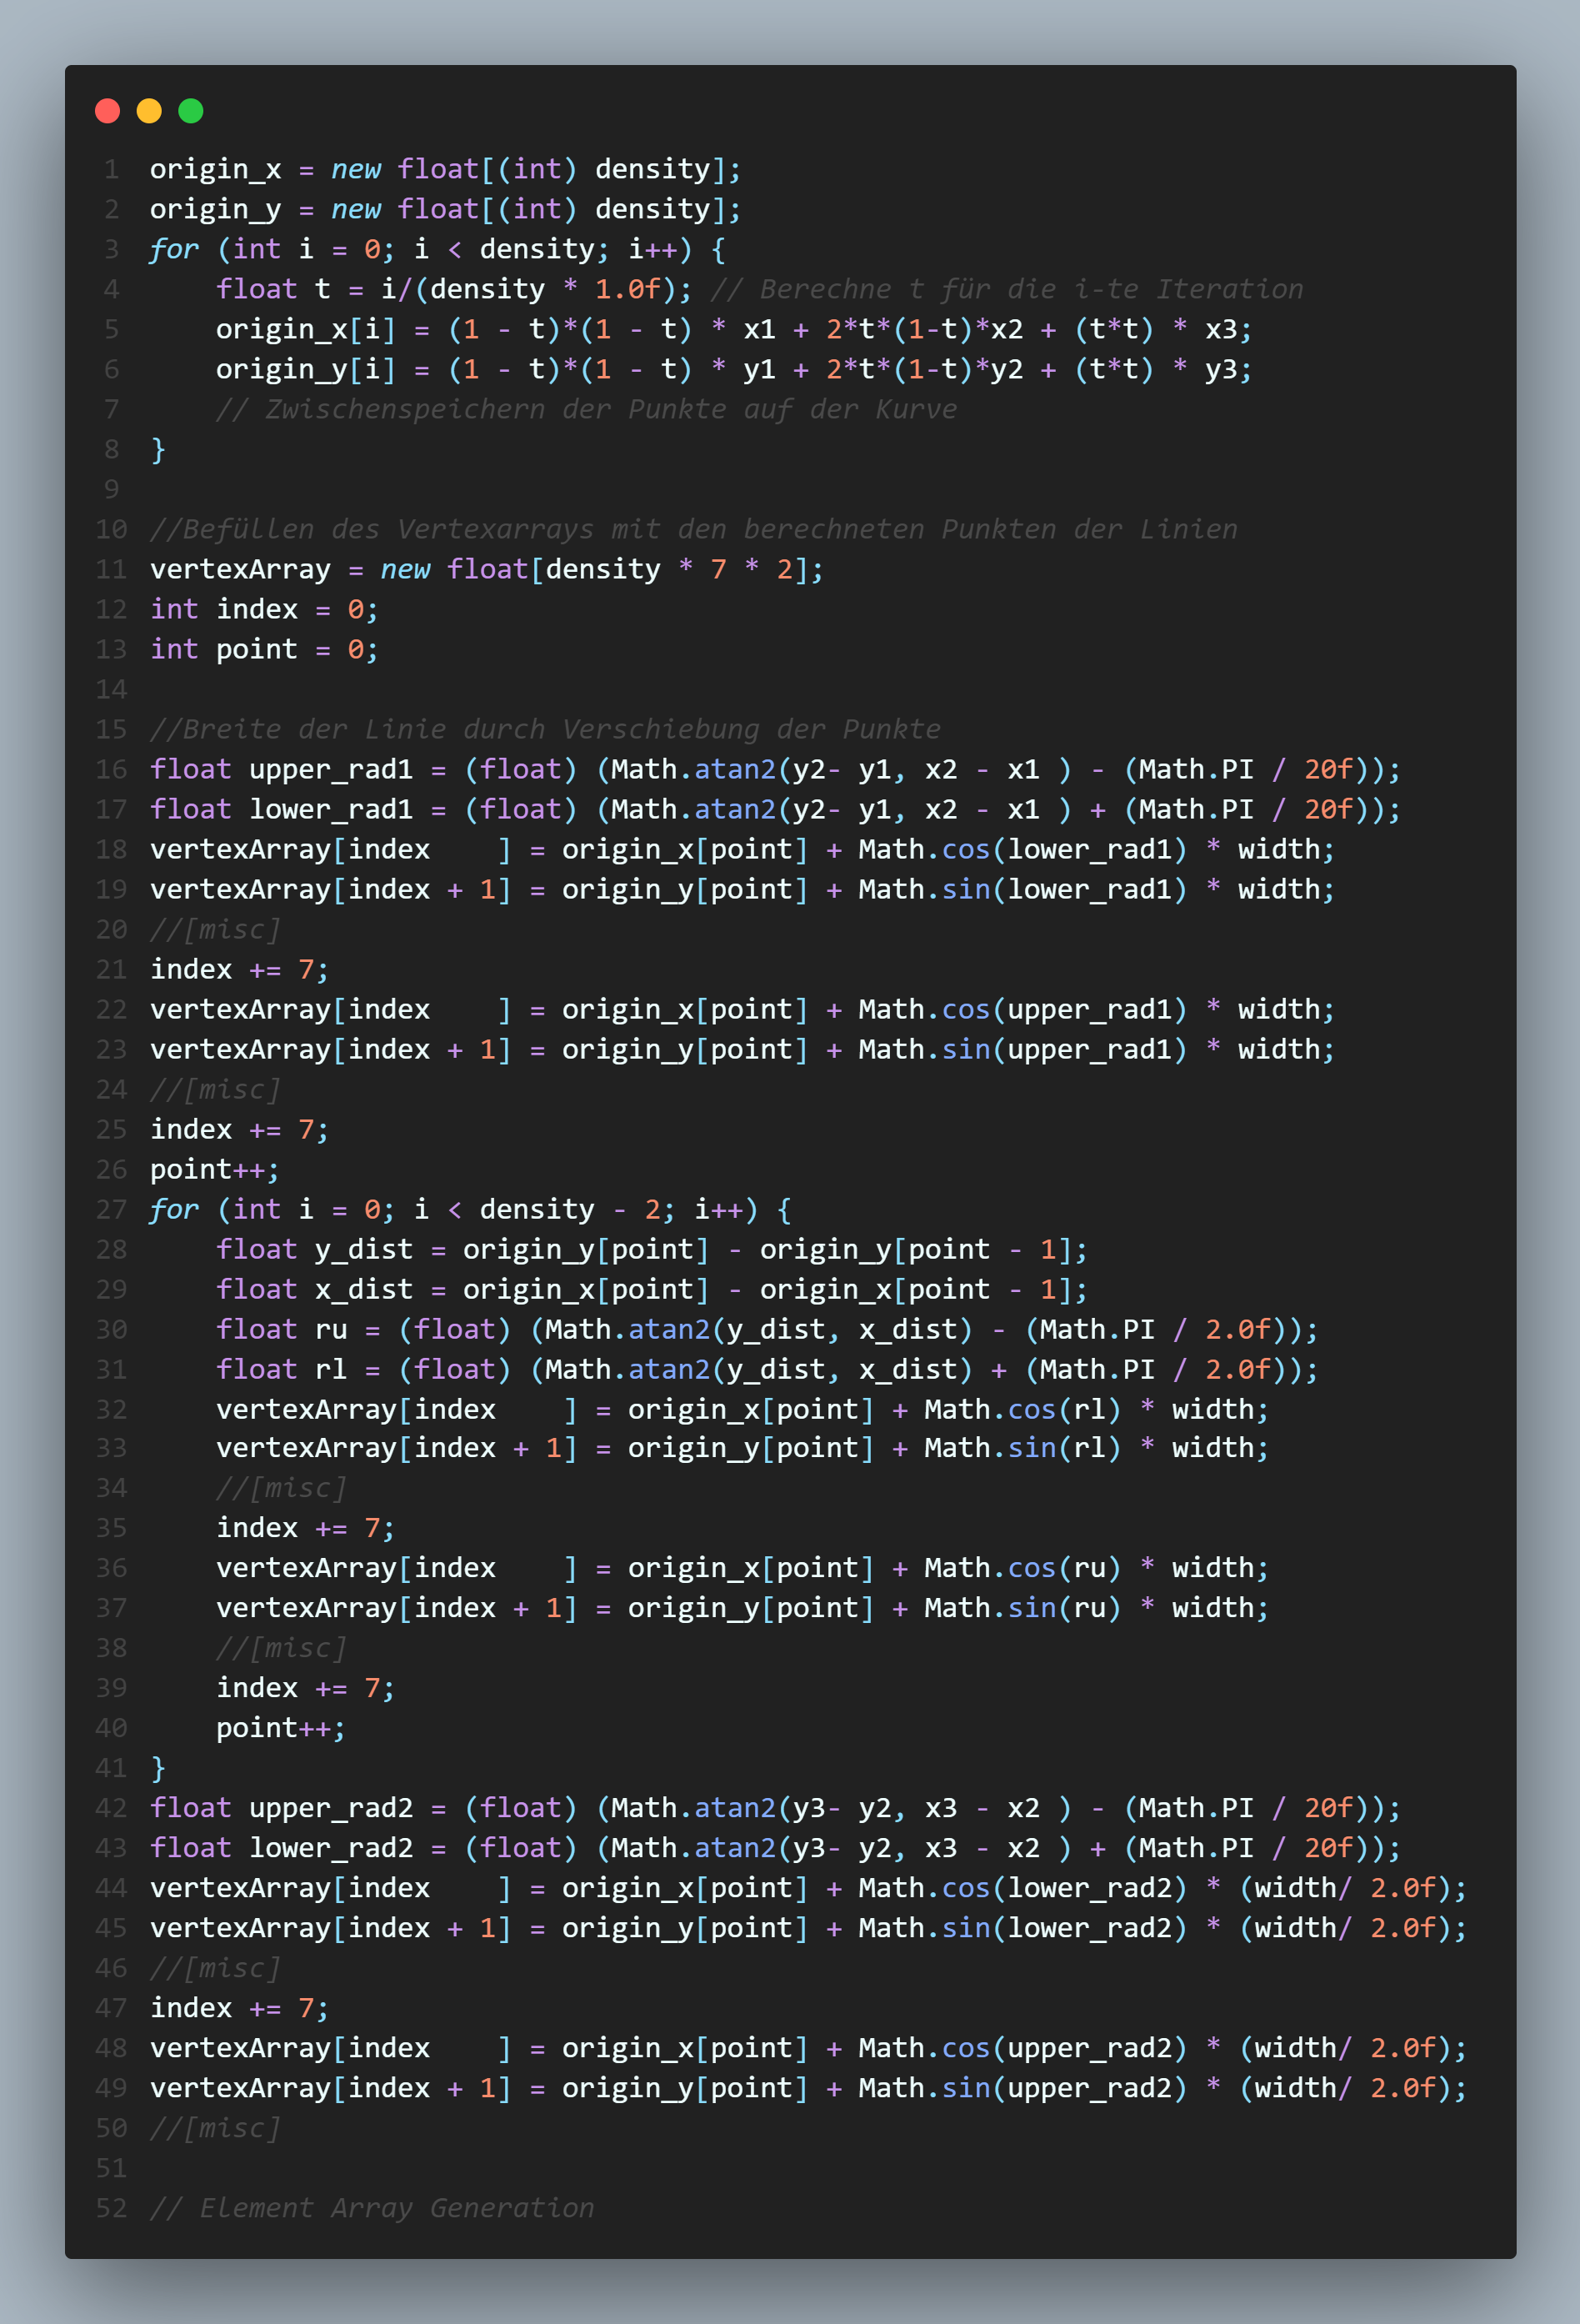 1 origin_x = new float[(int) density];
2 origin_y = new float[(int) density];
3 for (int i = 0; i < density; i++) {
4     float t = i/(density * 1.0f); // Berechne t für die i-te Iteration
5     origin_x[i] = (1 - t)*(1 - t) * x1 + 2*t*(1-t)*x2 + (t*t) * x3;
6     origin_y[i] = (1 - t)*(1 - t) * y1 + 2*t*(1-t)*y2 + (t*t) * y3;
7     // Zwischenspeichern der Punkte auf der Kurve
8 }
9
10 //Befüllen des Vertexarrays mit den berechneten Punkten der Linien
11 vertexArray = new float[density * 7 * 2];
12 int index = 0;
13 int point = 0;
14
15 //Breite der Linie durch Verschiebung der Punkte
16 float upper_rad1 = (float) (Math.atan2(y2- y1, x2 - x1 ) - (Math.PI / 20f));
17 float lower_rad1 = (float) (Math.atan2(y2- y1, x2 - x1 ) + (Math.PI / 20f));
18 vertexArray[index    ] = origin_x[point] + Math.cos(lower_rad1) * width;
19 vertexArray[index + 1] = origin_y[point] + Math.sin(lower_rad1) * width;
20 //[misc]
21 index += 7;
22 vertexArray[index    ] = origin_x[point] + Math.cos(upper_rad1) * width;
23 vertexArray[index + 1] = origin_y[point] + Math.sin(upper_rad1) * width;
24 //[misc]
25 index += 7;
26 point++;
27 for (int i = 0; i < density - 2; i++) {
28     float y_dist = origin_y[point] - origin_y[point - 1];
29     float x_dist = origin_x[point] - origin_x[point - 1];
30     float ru = (float) (Math.atan2(y_dist, x_dist) - (Math.PI / 2.0f));
31     float rl = (float) (Math.atan2(y_dist, x_dist) + (Math.PI / 2.0f));
32     vertexArray[index    ] = origin_x[point] + Math.cos(rl) * width;
33     vertexArray[index + 1] = origin_y[point] + Math.sin(rl) * width;
34     //[misc]
35     index += 7;
36     vertexArray[index    ] = origin_x[point] + Math.cos(ru) * width;
37     vertexArray[index + 1] = origin_y[point] + Math.sin(ru) * width;
38     //[misc]
39     index += 7;
40     point++;
41 }
42 float upper_rad2 = (float) (Math.atan2(y3- y2, x3 - x2 ) - (Math.PI / 20f));
43 float lower_rad2 = (float) (Math.atan2(y3- y2, x3 - x2 ) + (Math.PI / 20f));
44 vertexArray[index    ] = origin_x[point] + Math.cos(lower_rad2) * (width/ 2.0f);
45 vertexArray[index + 1] = origin_y[point] + Math.sin(lower_rad2) * (width/ 2.0f);
46 //[misc]
47 index += 7;
48 vertexArray[index    ] = origin_x[point] + Math.cos(upper_rad2) * (width/ 2.0f);
49 vertexArray[index + 1] = origin_y[point] + Math.sin(upper_rad2) * (width/ 2.0f);
50 //[misc]
51
52 // Element Array Generation